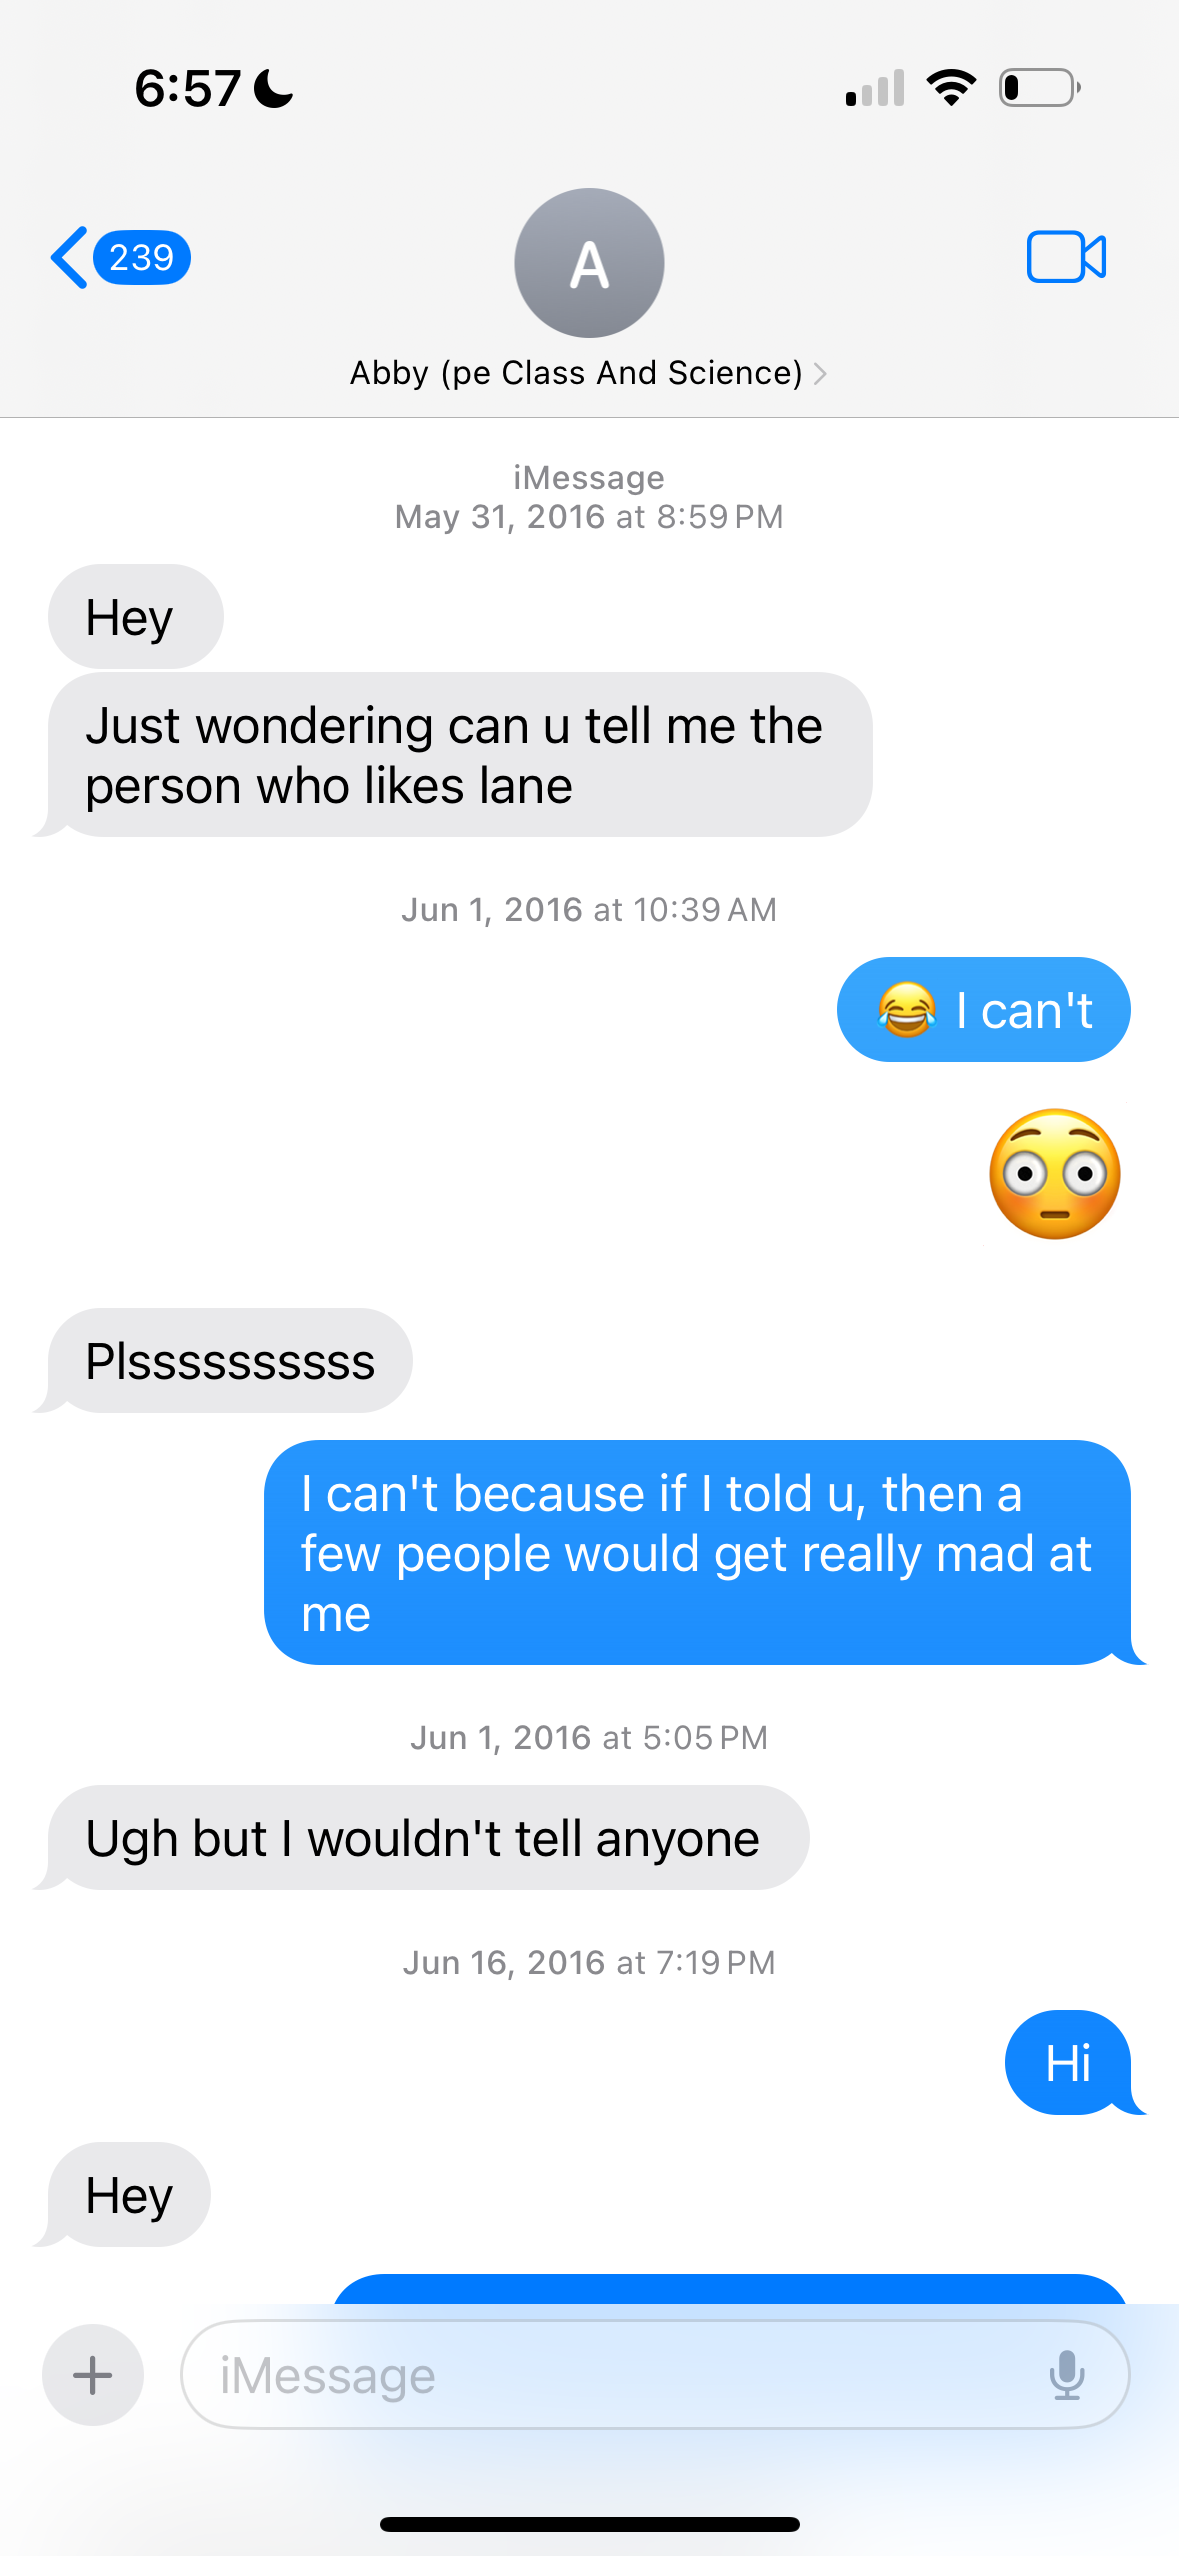 6:57
239
A
Abby (pe Class And Science)
iMessage
May 31, 2016 at 8:59 PM
Hey
Just wondering can u tell me the
person who likes lane
Jun 1, 2016 at 10:39 AM
😂 I can't
😳
Plsssssssssss
I can't because if I told u, then a
few people would get really mad at
me
Jun 1, 2016 at 5:05 PM
Ugh but I wouldn't tell anyone
Jun 16, 2016 at 7:19 PM
Hi
Hey
iMessage